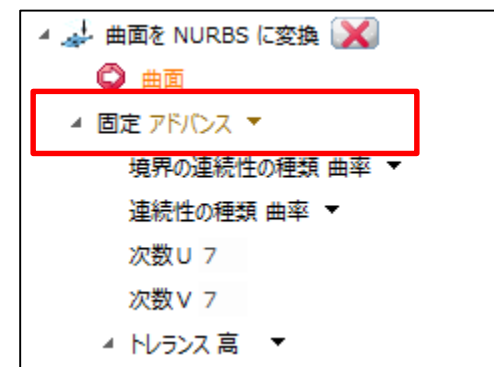 曲面を NURBS に変換
曲面
固定 アドバンス
境界の連続性の種類 曲率
連続性の種類 曲率
次数U 7
次数V 7
トレランス 高